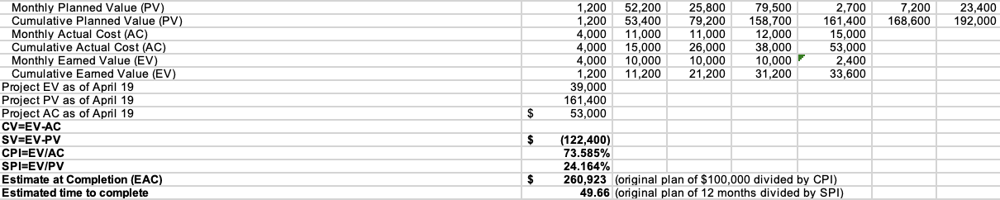 Monthly Planned Value (PV) 1,200 52,200 25,800 79,500 2,700 7,200 23,400
Cumulative Planned Value (PV) 1,200 53,400 79,200 158,700 161,400 168,600 192,000
Monthly Actual Cost (AC) 4,000 11,000 11,000 12,000 15,000
Cumulative Actual Cost (AC) 4,000 15,000 26,000 38,000 53,000
Monthly Earned Value (EV) 4,000 10,000 10,000 10,000 2,400
Cumulative Earned Value (EV) 1,200 11,200 21,200 31,200 33,600
Project EV as of April 19 39,000
Project PV as of April 19 161,400
Project AC as of April 19 $ 53,000
CV=EV-AC
SV=EV-PV $ (122,400)
CPI=EV/AC 73.585%
SPI=EV/PV 24.164%
Estimate at Completion (EAC) $ 260,923 (original plan of $100,000 divided by CPI)
Estimated time to complete 49.66 (original plan of 12 months divided by SPI)